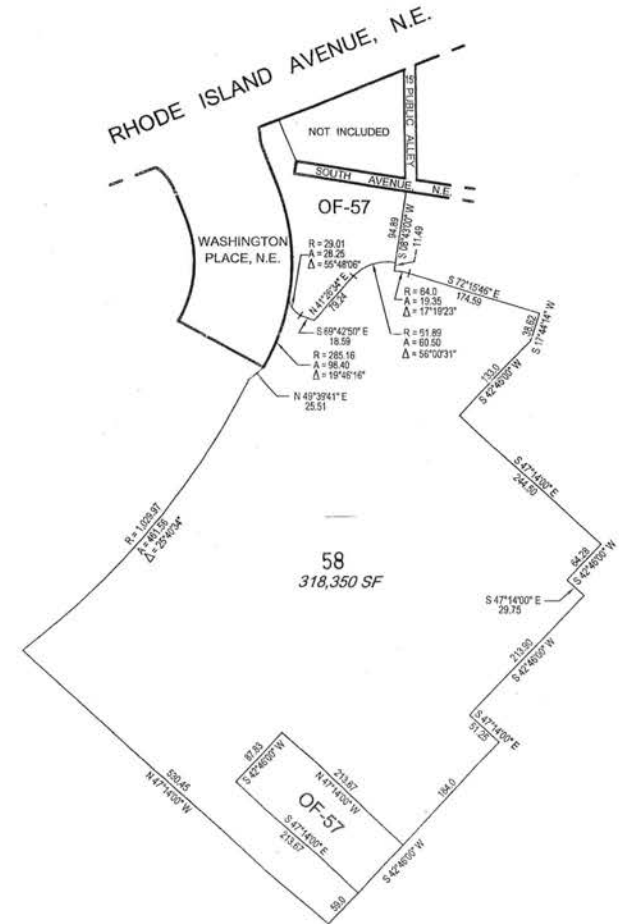 RHODE ISLAND AVENUE, N.E.
15' PUBLIC ALLEY
NOT INCLUDED
SOUTH AVENUE, N.E.
OF-57
WASHINGTON
PLACE, N.E.
R = 29.01
A = 28.25
Δ = 55°48'06"
94.89
S 08°43'00" W
11.49
N 41°26'34" E
79.24
S 72°15'46" E
174.59
R = 64.0
A = 19.35
Δ = 17°19'23"
38.62
S 17°44'14" W
S 69°42'50" E
18.59
R = 61.89
A = 60.50
Δ = 56°00'31"
R = 285.16
A = 98.40
Δ = 19°46'16"
N 49°39'41" E
25.51
133.0
S 42°46'00" W
S 47°14'00" E
244.50
R = 1,029.97
A = 461.56
Δ = 25°40'34"
58
318,350 SF
64.28
S 42°46'00" W
S 47°14'00" E
29.75
213.90
S 42°46'00" W
S 47°14'00" E
51.25
87.83
S 42°46'00" W
213.67
N 47°14'00" W
530.45
N 47°14'00" W
OF-57
S 47°14'00" E
213.67
184.0
S 42°46'00" W
59.0